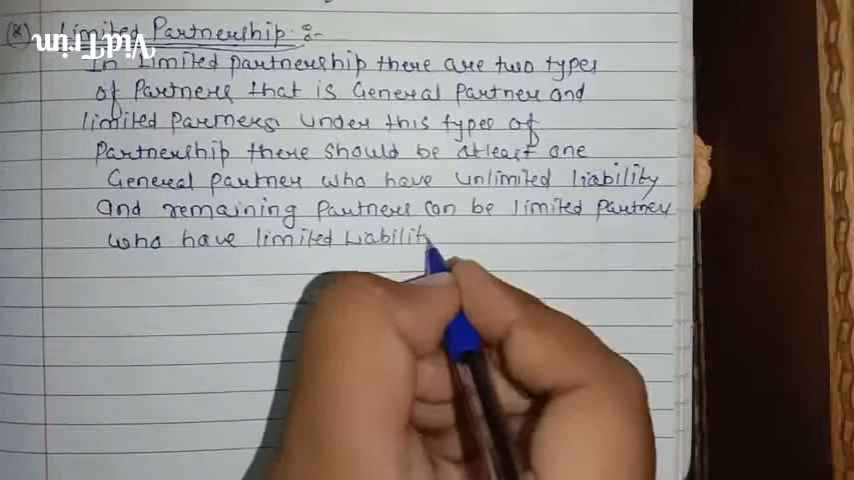 (*) Limited Partnership :-
VidTrim
In Limited partnership there are two types
of Partners that is General Partner and
limited Partners. Under this types of
Partnership there should be atleast one
General Partner who have unlimited liability
and remaining Partners can be limited Partner
who have limited Liability